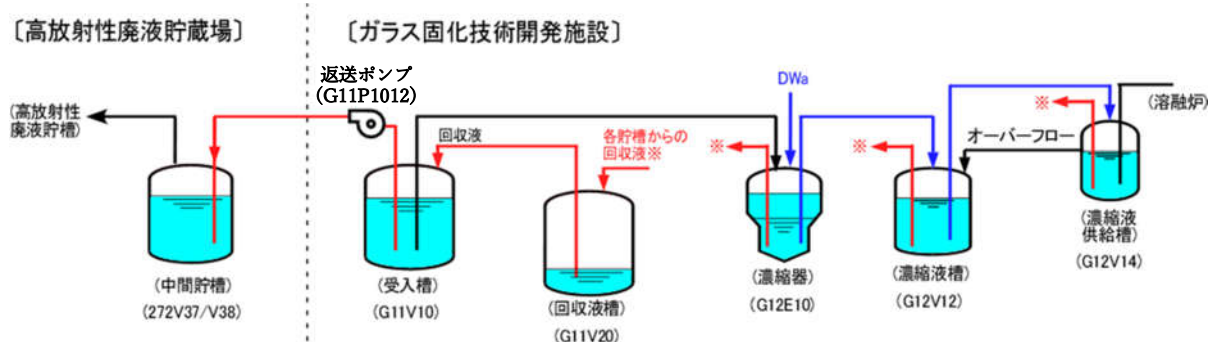 〔高放射性廃液貯蔵場〕
〔ガラス固化技術開発施設〕
返送ポンプ
(G11P1012)
DWa
(高放射性
廃液貯槽)
回収液
各貯槽からの
回収液※
※
※
※
(溶融炉)
オーバーフロー
(中間貯槽)
(272V37/V38)
(受入槽)
(G11V10)
(回収液槽)
(G11V20)
(濃縮器)
(G12E10)
(濃縮液槽)
(G12V12)
(濃縮液
供給槽)
(G12V14)